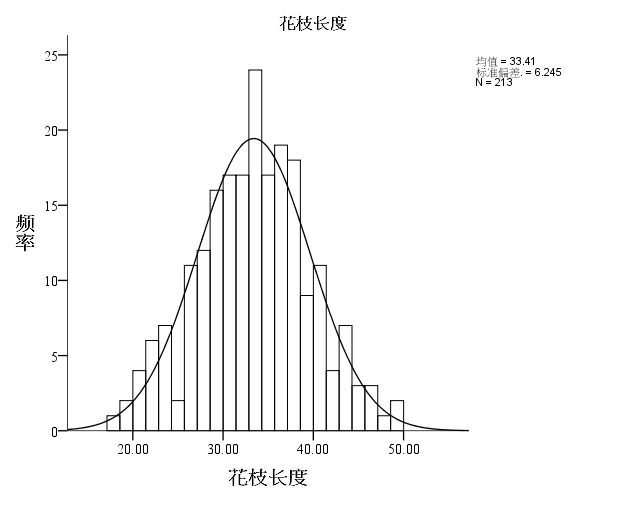 花枝长度
均值 = 33.41
标准偏差. = 6.245
N = 213
25
20
15
10
5
0
频率
20.00 30.00 40.00 50.00
花枝长度